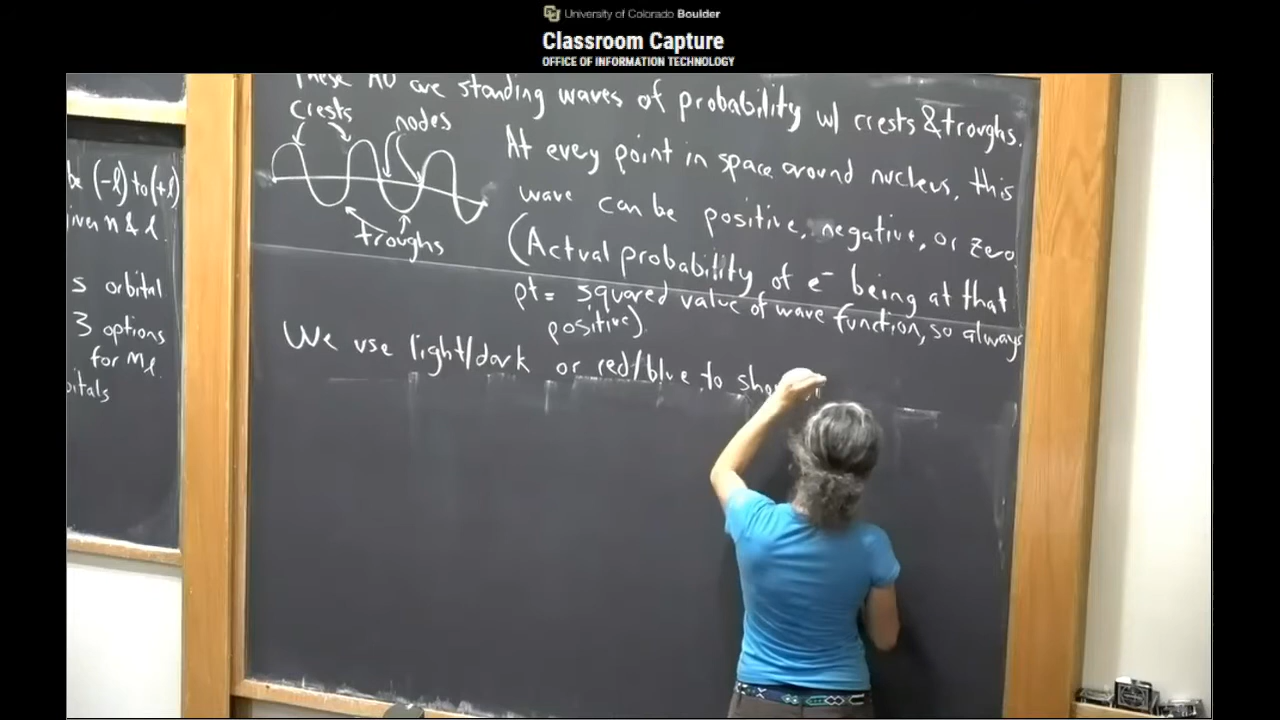 University of Colorado Boulder
Classroom Capture
OFFICE OF INFORMATION TECHNOLOGY
These AO are standing waves of probability w/ crests & troughs.
crests
nodes
troughs
At every point in space around nucleus, this
wave can be positive, negative, or zero.
(Actual probability of e⁻ being at that
pt = squared value of wave function, so always
positive).
We use light/dark or red/blue to show
be (-l) to (+l)
given n & l.
s orbital
3 options
for ml